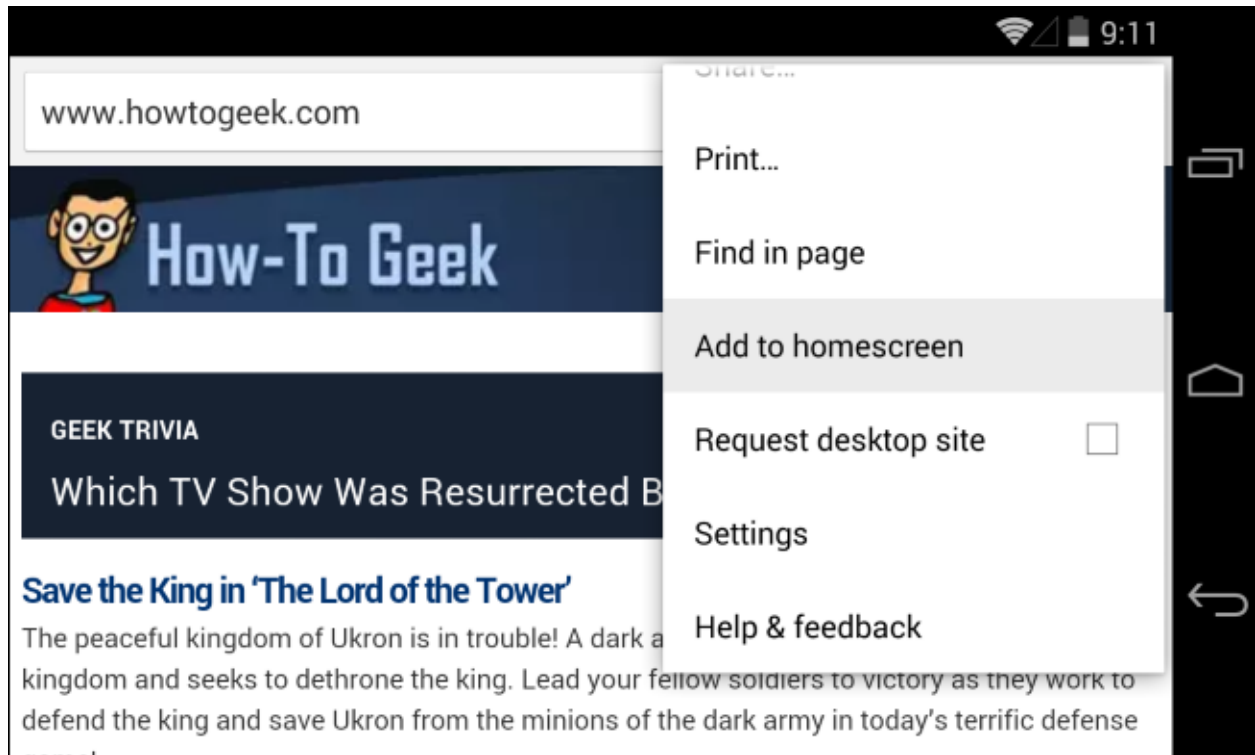 9:11
www.howtogeek.com
Share...
Print...
Find in page
Add to homescreen
Request desktop site
Settings
Help & feedback
How-To Geek
GEEK TRIVIA
Which TV Show Was Resurrected B
Save the King in ‘The Lord of the Tower’
The peaceful kingdom of Ukron is in trouble! A dark a
kingdom and seeks to dethrone the king. Lead your fellow soldiers to victory as they work to
defend the king and save Ukron from the minions of the dark army in today's terrific defense